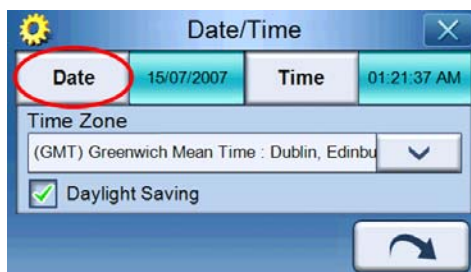 Date/Time
Date 15/07/2007 Time 01:21:37 AM
Time Zone
(GMT) Greenwich Mean Time : Dublin, Edinbu
Daylight Saving